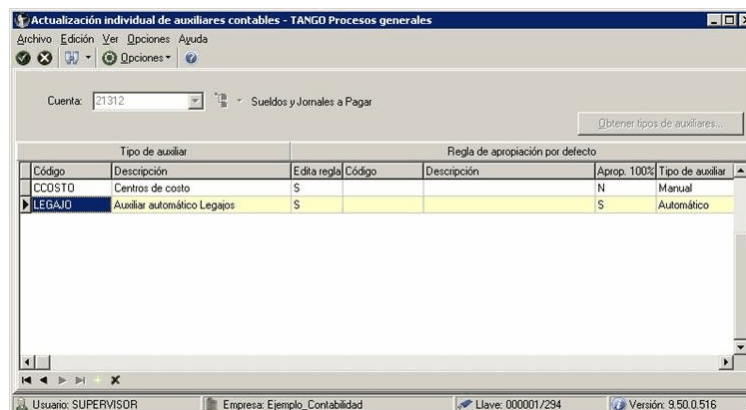 Actualización individual de auxiliares contables - TANGO Procesos generales
Archivo Edición Ver Opciones Ayuda
Opciones
Cuenta: 21312 Sueldos y Jornales a Pagar
Obtener tipos de auxiliares...
Tipo de auxiliar Regla de apropiación por defecto
Código Descripción Edita regla Código Descripción Aprop. 100% Tipo de auxiliar
CCOSTO Centros de costo S N Manual
LEGAJO Auxiliar automático Legajos S S Automático
Usuario: SUPERVISOR Empresa: Ejemplo_Contabilidad Llave: 000001/294 Versión: 9.50.0.516